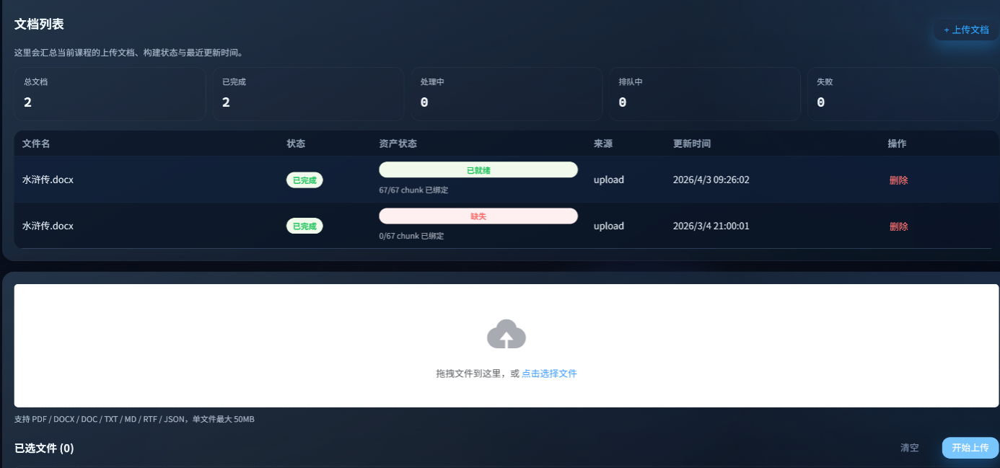 文档列表
+ 上传文档
这里会汇总当前课程的上传文档、构建状态与最近更新时间。
总文档 已完成 处理中 排队中 失败
2 2 0 0 0
文件名 状态 资产状态 来源 更新时间 操作
水浒传.docx 已完成 已就绪 upload 2026/4/3 09:26:02 删除
67/67 chunk 已绑定
水浒传.docx 已完成 缺失 upload 2026/3/4 21:00:01 删除
0/67 chunk 已绑定
拖拽文件到这里，或 点击选择文件
支持 PDF / DOCX / DOC / TXT / MD / RTF / JSON，单文件最大 50MB
已选文件 (0) 清空 开始上传